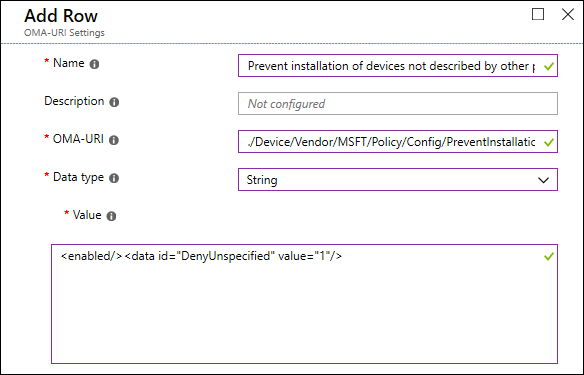 Add Row
OMA-URI Settings
* Name
Prevent installation of devices not described by other p
Description
Not configured
* OMA-URI
./Device/Vendor/MSFT/Policy/Config/PreventInstallatic
* Data type
String
* Value
<enabled/><data id="DenyUnspecified" value="1"/>